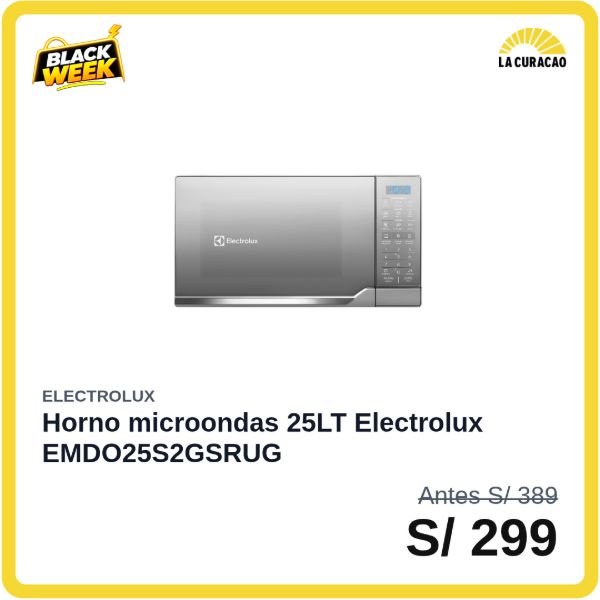 BLACK
WEEK
LA CURACAO
Electrolux
ELECTROLUX
Horno microondas 25LT Electrolux
EMDO25S2GSRUG
Antes S/ 389
S/ 299